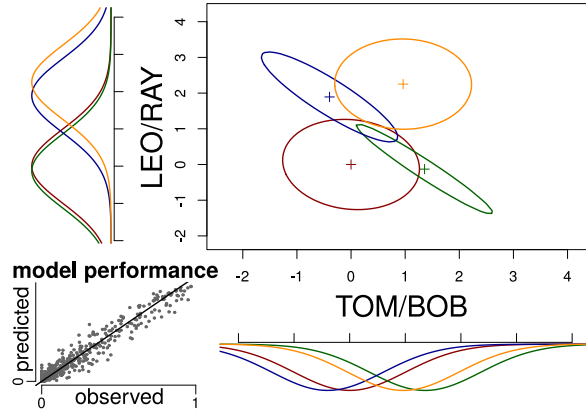 LEO/RAY
4
3
2
1
0
-1
-2
-2 -1 0 1 2 3 4
TOM/BOB
model performance
predicted
0
0 observed 1